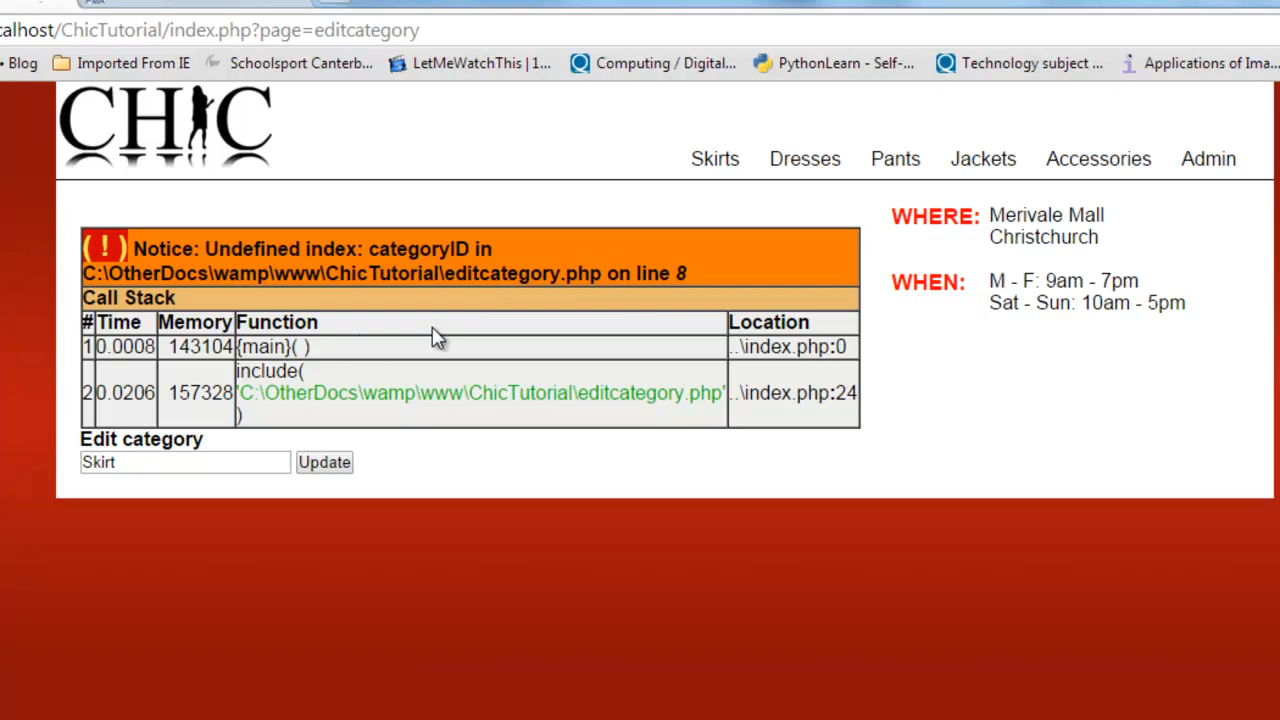 calhost/ChicTutorial/index.php?page=editcategory
• Blog Imported From IE Schoolsport Canterb... LetMeWatchThis | 1... Computing / Digital... PythonLearn - Self-... Technology subject ... Applications of Ima...
CHIC
Skirts Dresses Pants Jackets Accessories Admin
WHERE: Merivale Mall
Christchurch
WHEN: M - F: 9am - 7pm
Sat - Sun: 10am - 5pm
( ! ) Notice: Undefined index: categoryID in
C:\OtherDocs\wamp\www\ChicTutorial\editcategory.php on line 8
Call Stack
# Time Memory Function Location
1 0.0008 143104 {main}( ) ..\index.php:0
2 0.0206 157328 include(
'C:\OtherDocs\wamp\www\ChicTutorial\editcategory.php' ..\index.php:24
)
Edit category
Skirt Update